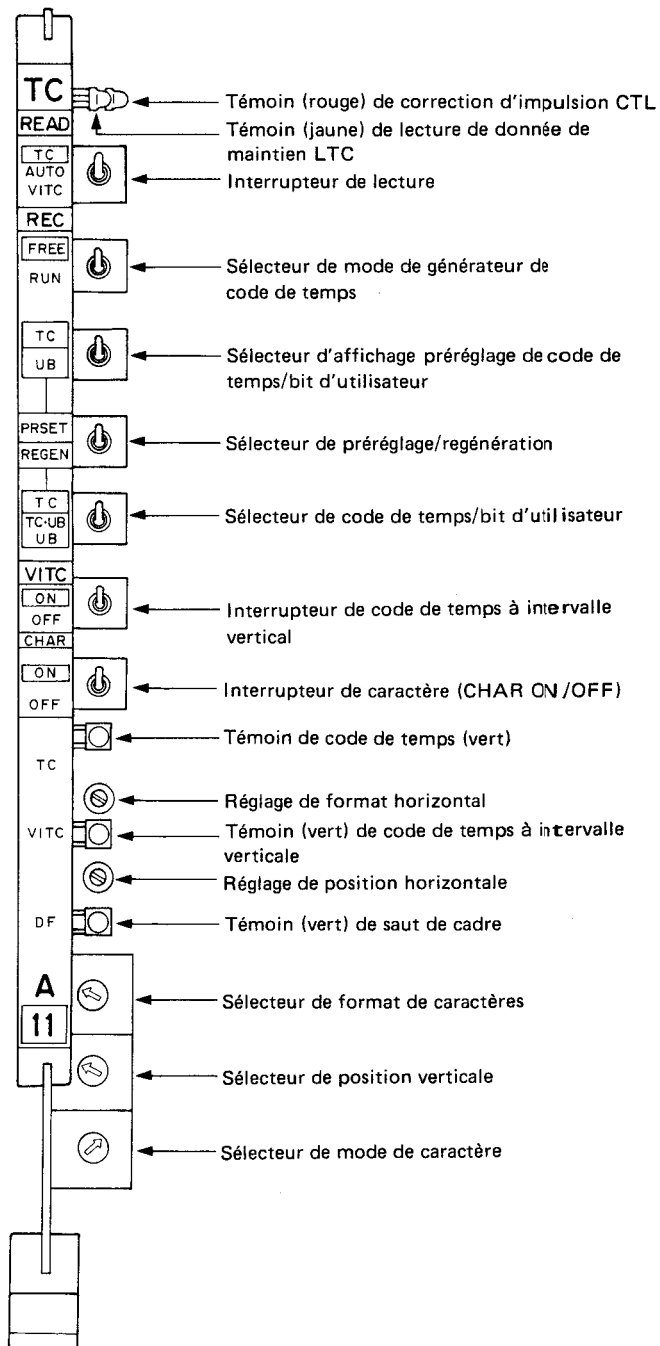 TC
Témoin (rouge) de correction d'impulsion CTL
READ
Témoin (jaune) de lecture de donnée de
maintien LTC
TC
AUTO
VITC
Interrupteur de lecture
REC
FREE
RUN
Sélecteur de mode de générateur de
code de temps
TC
UB
Sélecteur d'affichage préréglage de code de
temps/bit d'utilisateur
PRSET
REGEN
Sélecteur de préréglage/regénération
TC
TC·UB
UB
Sélecteur de code de temps/bit d'utilisateur
VITC
ON
OFF
Interrupteur de code de temps à intervalle
vertical
CHAR
ON
OFF
Interrupteur de caractère (CHAR ON/OFF)
TC
Témoin de code de temps (vert)
Réglage de format horizontal
VITC
Témoin (vert) de code de temps à intervalle
verticale
Réglage de position horizontale
DF
Témoin (vert) de saut de cadre
A
11
Sélecteur de format de caractères
Sélecteur de position verticale
Sélecteur de mode de caractère